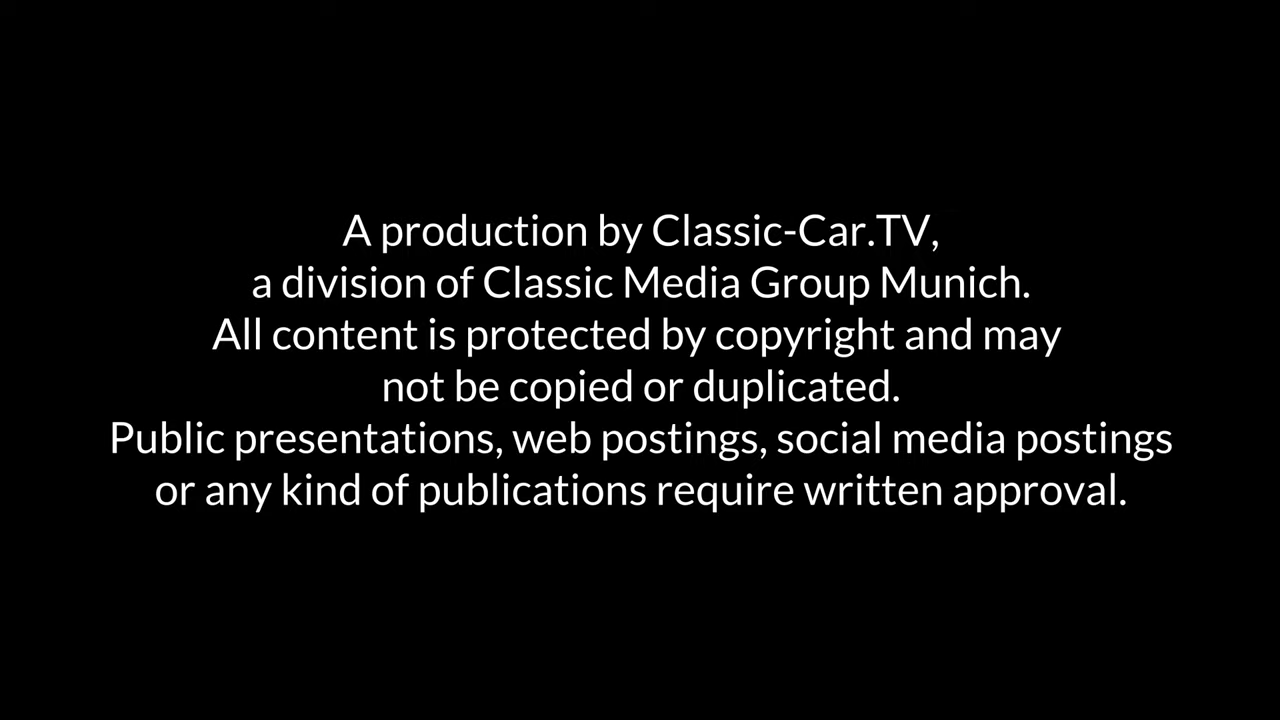 A production by Classic-Car.TV,
a division of Classic Media Group Munich.
All content is protected by copyright and may
not be copied or duplicated.
Public presentations, web postings, social media postings
or any kind of publications require written approval.